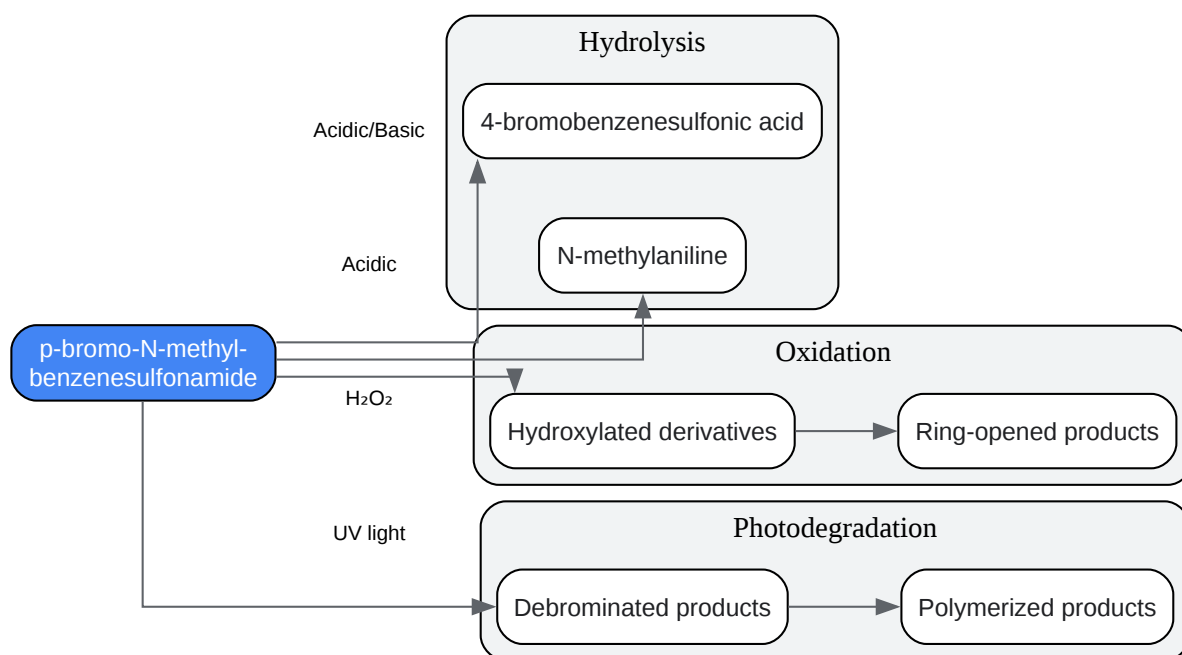 Hydrolysis
4-bromobenzenesulfonic acid
Acidic/Basic
N-methylaniline
Acidic
p-bromo-N-methyl-
benzenesulfonamide
Oxidation
H₂O₂
Hydroxylated derivatives
Ring-opened products
Photodegradation
UV light
Debrominated products
Polymerized products